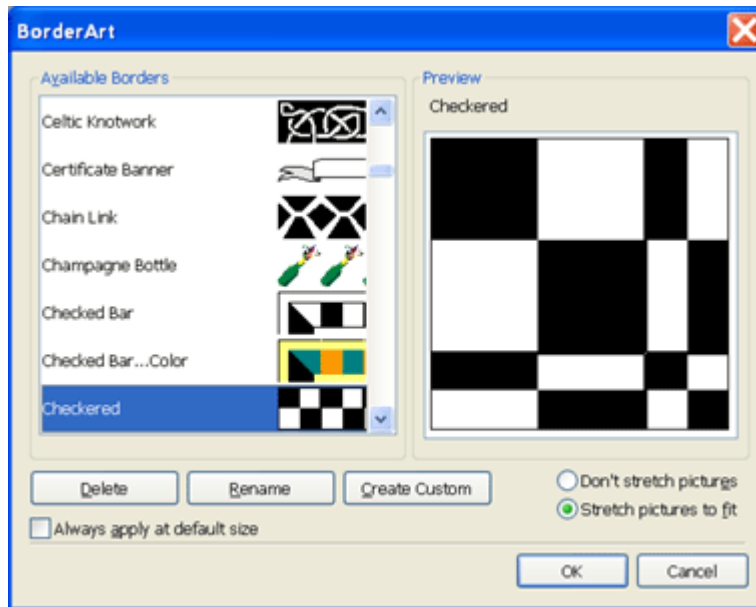 BorderArt
Available Borders
Celtic Knotwork
Certificate Banner
Chain Link
Champagne Bottle
Checked Bar
Checked Bar...Color
Checkered
Preview
Checkered
Delete
Rename
Create Custom
Always apply at default size
Don't stretch pictures
Stretch pictures to fit
OK
Cancel